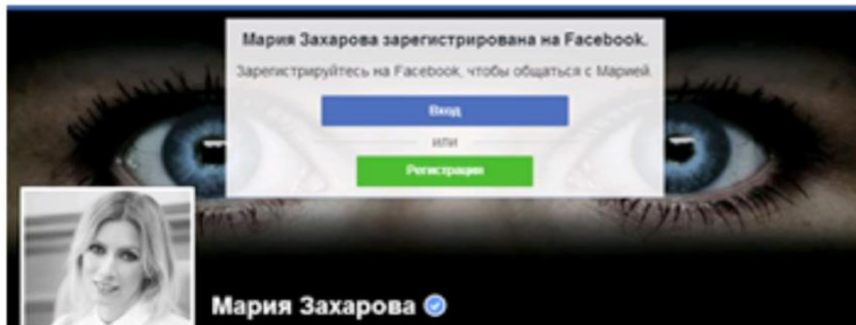 Мария Захарова зарегистрирована на Facebook.
Зарегистрируйтесь на Facebook, чтобы общаться с Марией.
Вход
или
Регистрация
Мария Захарова